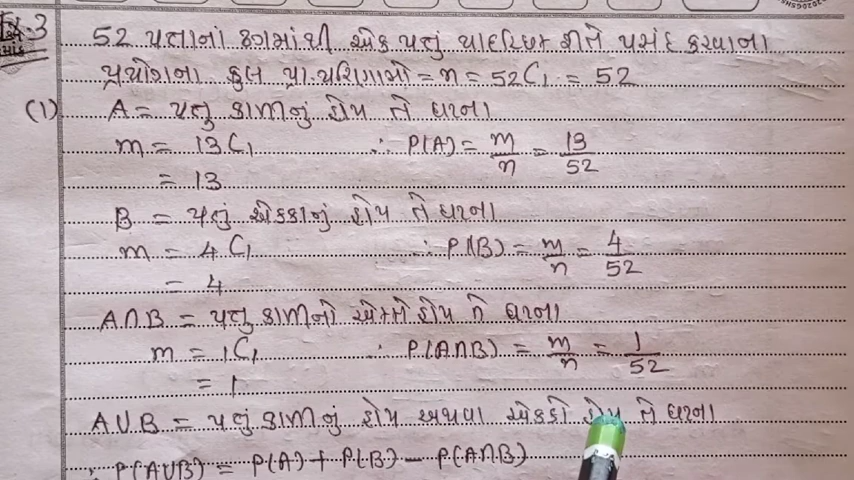 52 પત્તાનાં ઢગમાંથી એક પત્તું યાદચ્છિક રીતે પસંદ કરવાના
પ્રયોગના કુલ પ્રા.પરિણામો = n = 52C₁ = 52
(1) A = પત્તુ કાળીનું હોય તે ઘટના
m = 13C₁ ∴ P(A) = m/n = 13/52
= 13
B = પત્તું એક્કાનું હોય તે ઘટના
m = 4C₁ ∴ P(B) = m/n = 4/52
= 4
A∩B = પત્તુ કાળીનો એક્કો હોય તે ઘટના
m = 1C₁ ∴ P(A∩B) = m/n = 1/52
= 1
A∪B = પત્તું કાળીનું હોય અથવા એક્કો હોય તે ઘટના
∴ P(A∪B) = P(A) + P(B) − P(A∩B)